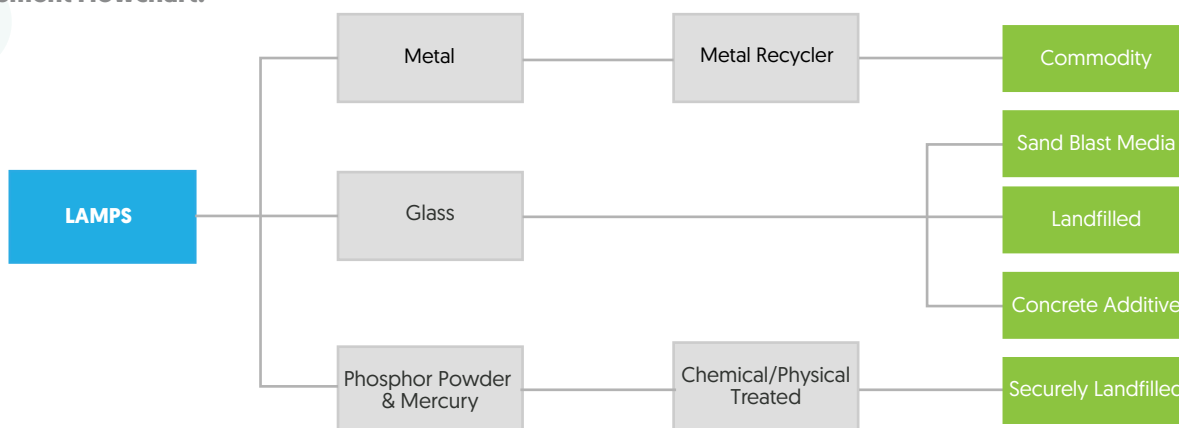 Flowchart:
Metal
Metal Recycler
Commodity
Sand Blast Media
LAMPS
Glass
Landfilled
Concrete Additive
Phosphor Powder
& Mercury
Chemical/Physical
Treated
Securely Landfilled